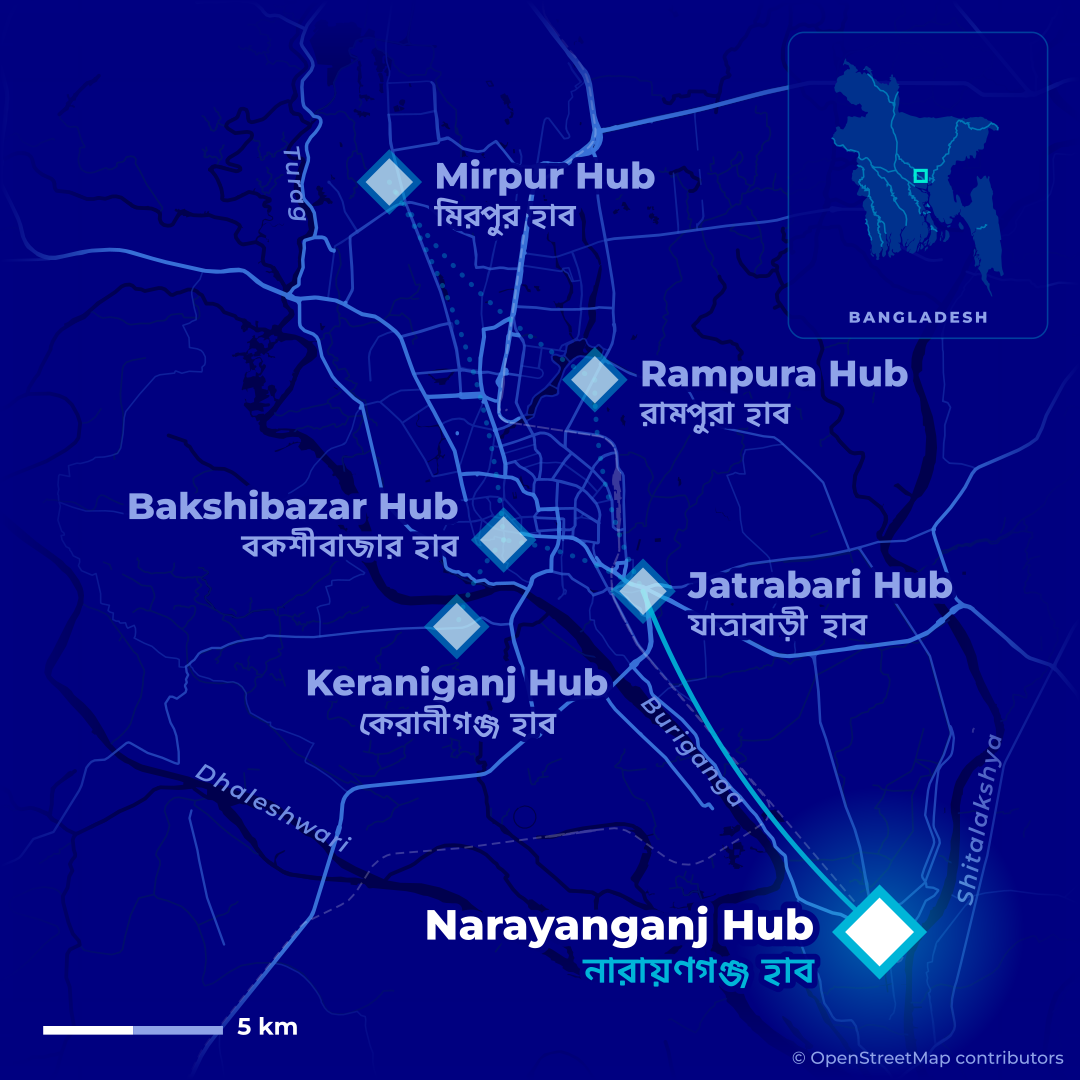 Turag
Mirpur Hub
মিরপুর হাব
BANGLADESH
Rampura Hub
রামপুরা হাব
Bakshibazar Hub
বকশীবাজার হাব
Jatrabari Hub
যাত্রাবাড়ী হাব
Keraniganj Hub
কেরানীগঞ্জ হাব
Buriganga
Dhaleshwari
Shitalakshya
Narayanganj Hub
নারায়ণগঞ্জ হাব
5 km
© OpenStreetMap contributors